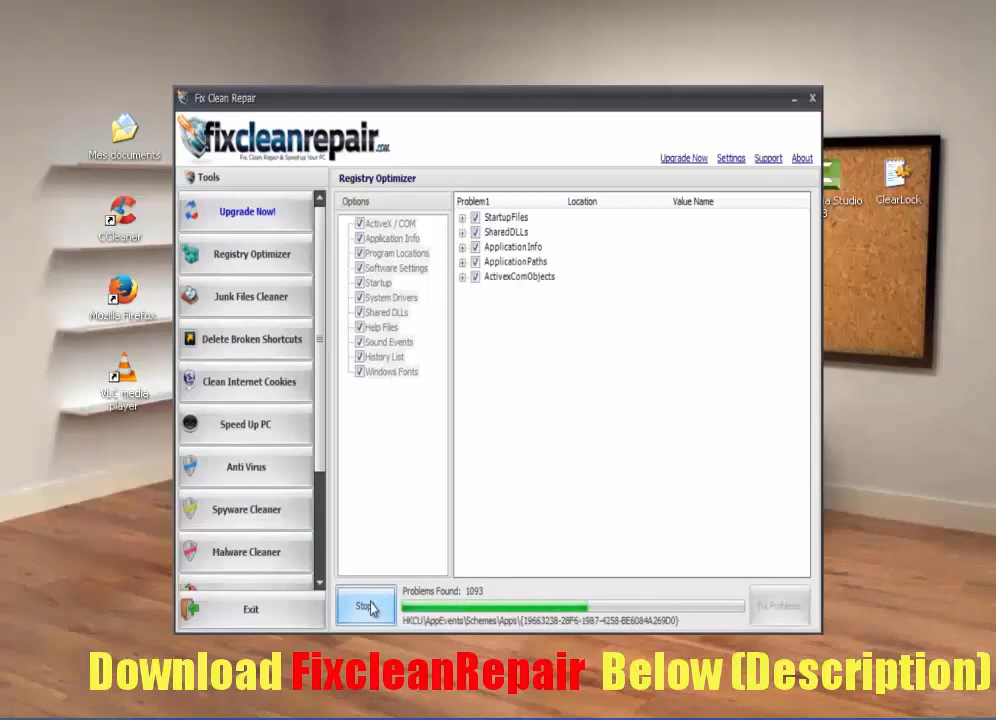 Mes documents
CCleaner
Mozilla Firefox
VLC media
player
Studio
ClearLock
Fix Clean Repair
fixcleanrepair.com
Fix, Clean, Repair & Speed up Your PC
Upgrade Now Settings Support About
Tools
Upgrade Now!
Registry Optimizer
Junk Files Cleaner
Delete Broken Shortcuts
Clean Internet Cookies
Speed Up PC
Anti Virus
Spyware Cleaner
Malware Cleaner
Exit
Registry Optimizer
Options
ActiveX / COM
Application Info
Program Locations
Software Settings
Startup
System Drivers
Shared DLLs
Help Files
Sound Events
History List
Windows Fonts
Problem1 Location Value Name
StartupFiles
SharedDLLs
ApplicationInfo
ApplicationPaths
ActivexComObjects
Stop
Problems Found: 1093
HKCU\AppEvents\Schemes\Apps\{19663238-28F6-1987-4258-BE6084A269D0}
Fix Problems
Download FixcleanRepair Below (Description)